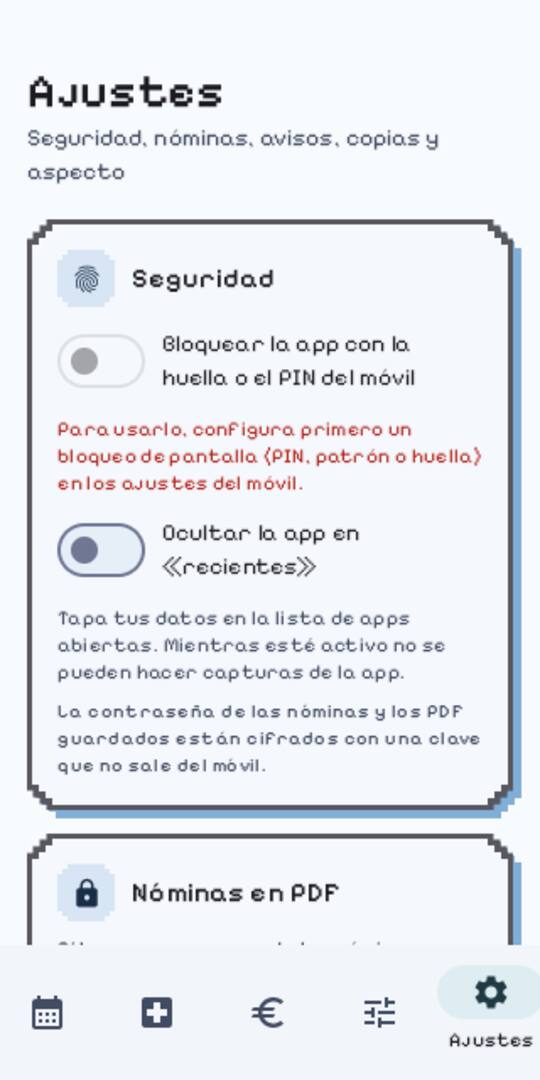 Ajustes
Seguridad, nóminas, avisos, copias y
aspecto
Seguridad
Bloquear la app con la
huella o el PIN del móvil
Para usarlo, configura primero un
bloqueo de pantalla (PIN, patrón o huella)
en los ajustes del móvil.
Ocultar la app en
«recientes»
Tapa tus datos en la lista de apps
abiertas. Mientras esté activo no se
pueden hacer capturas de la app.
La contraseña de las nóminas y los PDF
guardados están cifrados con una clave
que no sale del móvil.
Nóminas en PDF
Ajustes